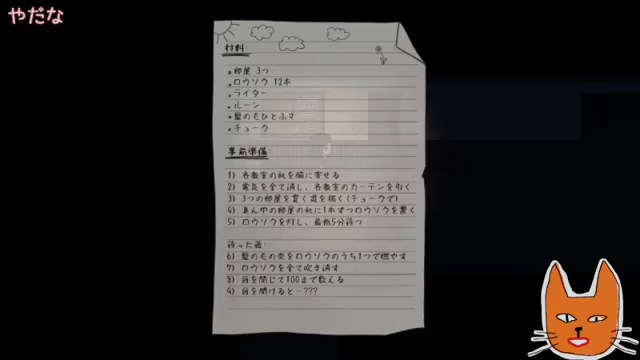 やだな
材料:
・部屋 3つ
・ロウソク 12本
・ライター
・ルーン
・髪の毛ひとふさ
・チョーク
事前準備:
1) 各教室の机を脇に寄せる
2) 電気を全て消し、各教室のカーテンを引く
3) 3つの部屋を貫く道を描く(チョークで)
4) 真ん中の部屋の机に1本ずつロウソクを置く
5) ロウソクを灯し、最低5分待つ
待った後:
6) 髪の毛の束をロウソクのうち1つで燃やす
7) ロウソクを全て吹き消す
8) 目を閉じて100まで数える
9) 目を開けると…???